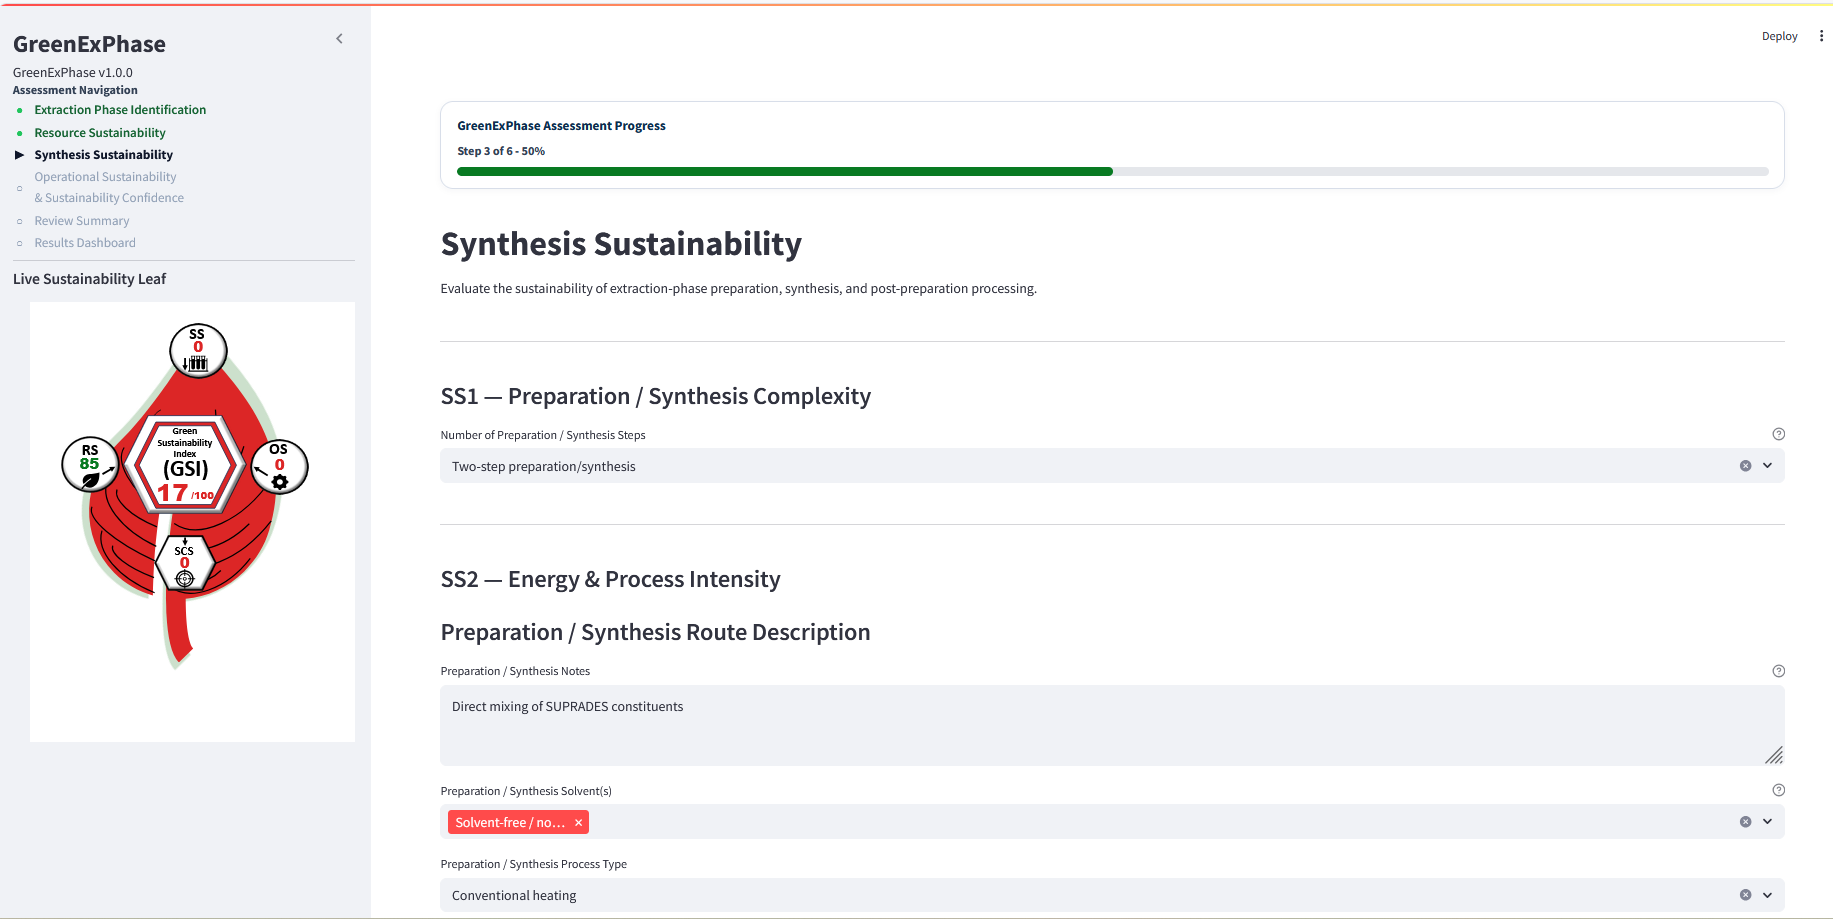 GreenExPhase
GreenExPhase v1.0.0
Assessment Navigation
Extraction Phase Identification
Resource Sustainability
Synthesis Sustainability
Operational Sustainability
& Sustainability Confidence
Review Summary
Results Dashboard
Live Sustainability Leaf
SS
0
RS
85
Green
Sustainability
Index
(GSI)
17 /100
OS
0
SCS
0
Deploy
GreenExPhase Assessment Progress
Step 3 of 6 - 50%
Synthesis Sustainability
Evaluate the sustainability of extraction-phase preparation, synthesis, and post-preparation processing.
SS1 — Preparation / Synthesis Complexity
Number of Preparation / Synthesis Steps
Two-step preparation/synthesis
SS2 — Energy & Process Intensity
Preparation / Synthesis Route Description
Preparation / Synthesis Notes
Direct mixing of SUPRADES constituents
Preparation / Synthesis Solvent(s)
Solvent-free / no...
Preparation / Synthesis Process Type
Conventional heating